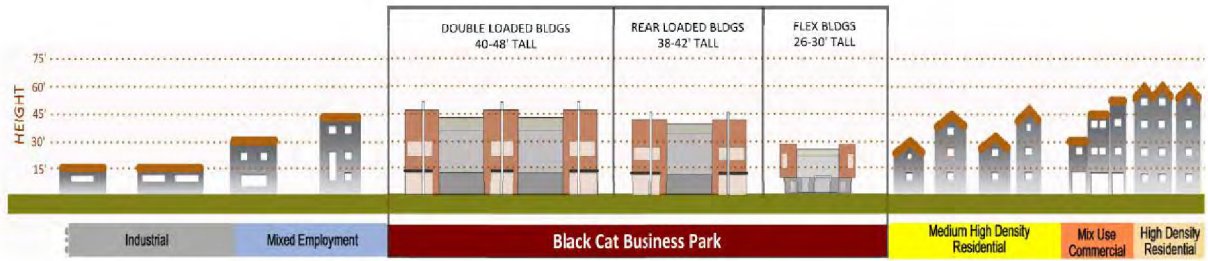 DOUBLE LOADED BLDGS
40-48' TALL
REAR LOADED BLDGS
38-42' TALL
FLEX BLDGS
26-30' TALL
HEIGHT
75'
60'
45'
30'
15'
Industrial
Mixed Employment
Black Cat Business Park
Medium High Density
Residential
Mix Use
Commercial
High Density
Residential